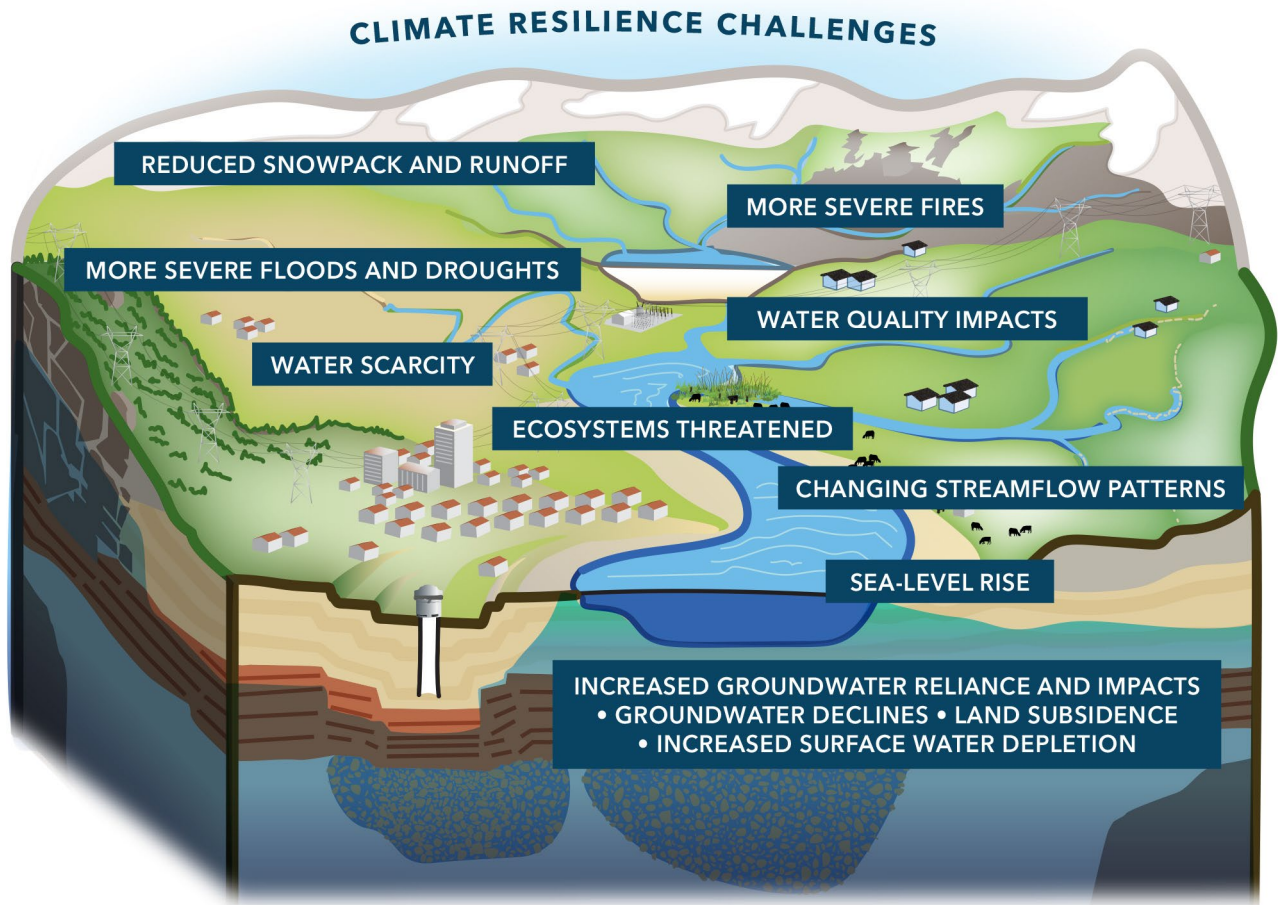 CLIMATE RESILIENCE CHALLENGES
REDUCED SNOWPACK AND RUNOFF
MORE SEVERE FIRES
MORE SEVERE FLOODS AND DROUGHTS
WATER QUALITY IMPACTS
WATER SCARCITY
ECOSYSTEMS THREATENED
CHANGING STREAMFLOW PATTERNS
SEA-LEVEL RISE
INCREASED GROUNDWATER RELIANCE AND IMPACTS
• GROUNDWATER DECLINES • LAND SUBSIDENCE
• INCREASED SURFACE WATER DEPLETION